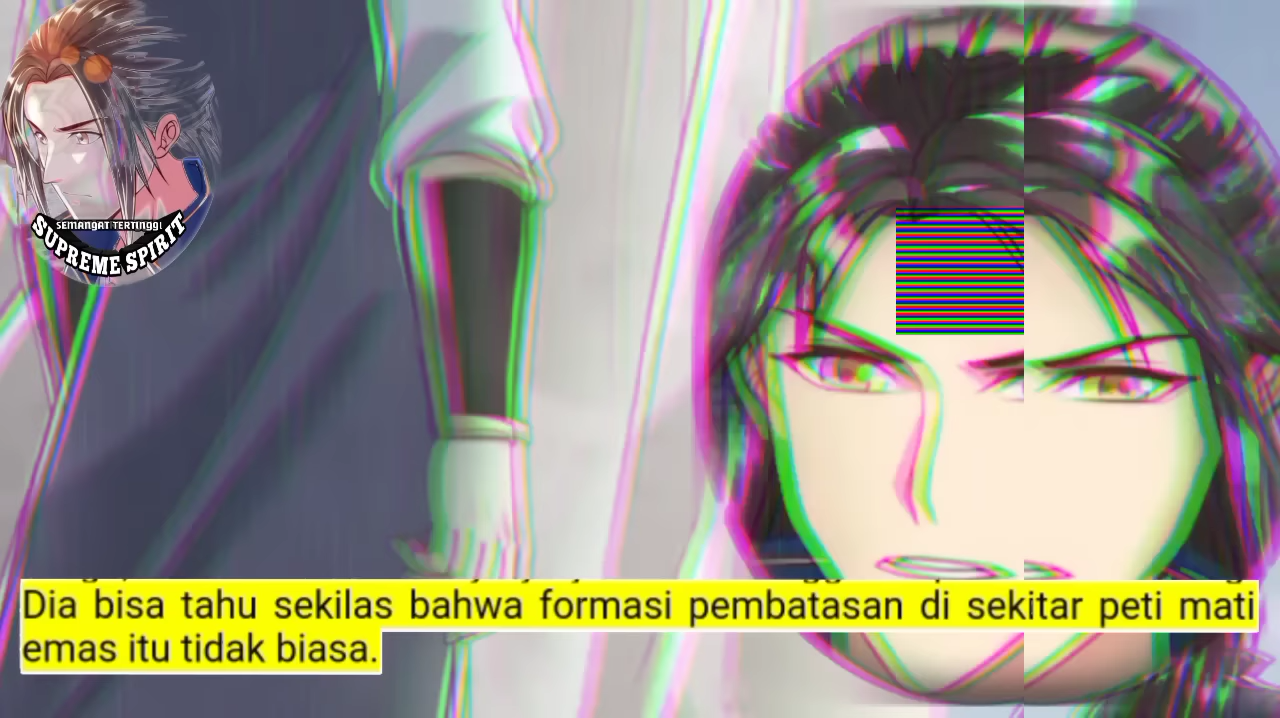 SEMANGAT TERTINGGI
SUPREME SPIRIT
Dia bisa tahu sekilas bahwa formasi pembatasan di sekitar peti mati
emas itu tidak biasa.